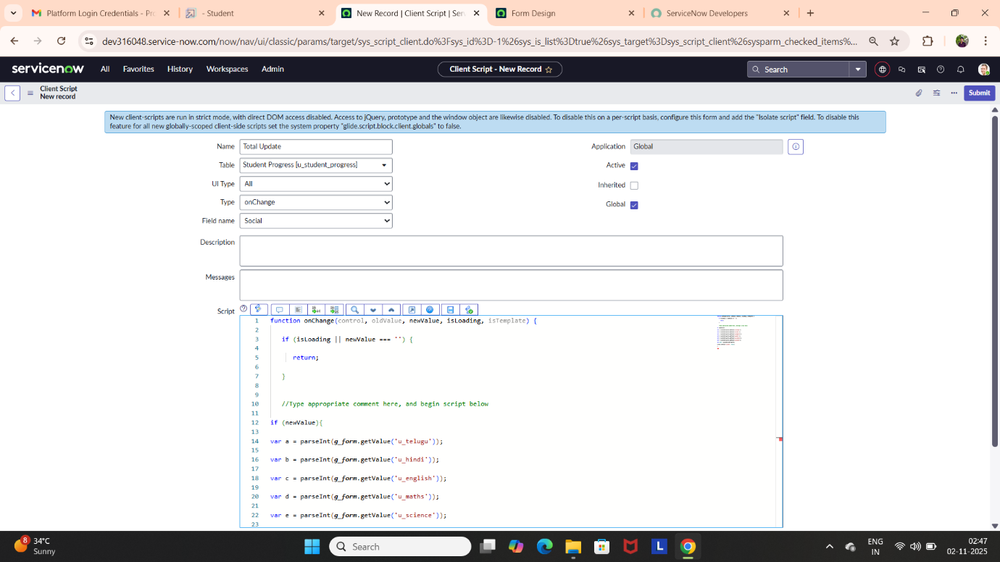 Platform Login Credentials - Pr
- Student
New Record | Client Script | Ser
Form Design
ServiceNow Developers
dev316048.service-now.com/now/nav/ui/classic/params/target/sys_script_client.do%3Fsys_id%3D-1%26sys_is_list%3Dtrue%26sys_target%3Dsys_script_client%26sysparm_checked_items%...
servicenow
All
Favorites
History
Workspaces
Admin
Client Script - New Record
Search
Client Script
New record
Submit
New client-scripts are run in strict mode, with direct DOM access disabled. Access to jQuery, prototype and the window object are likewise disabled. To disable this on a per-script basis, configure this form and add the "Isolate script" field. To disable this
feature for all new globally-scoped client-side scripts set the system property "glide.script.block.client.globals" to false.
Name Total Update
Application Global
Table Student Progress [u_student_progress]
Active
UI Type All
Inherited
Type onChange
Global
Field name Social
Description
Messages
Script
1 function onChange(control, oldValue, newValue, isLoading, isTemplate) {
2
3 if (isLoading || newValue === '') {
4
5 return;
6
7 }
8
9
10 //Type appropriate comment here, and begin script below
11
12 if (newValue){
13
14 var a = parseInt(g_form.getValue('u_telugu'));
15
16 var b = parseInt(g_form.getValue('u_hindi'));
17
18 var c = parseInt(g_form.getValue('u_english'));
19
20 var d = parseInt(g_form.getValue('u_maths'));
21
22 var e = parseInt(g_form.getValue('u_science'));
23
8
34°C
Sunny
Search
L
ENG
IN
02:47
02-11-2025